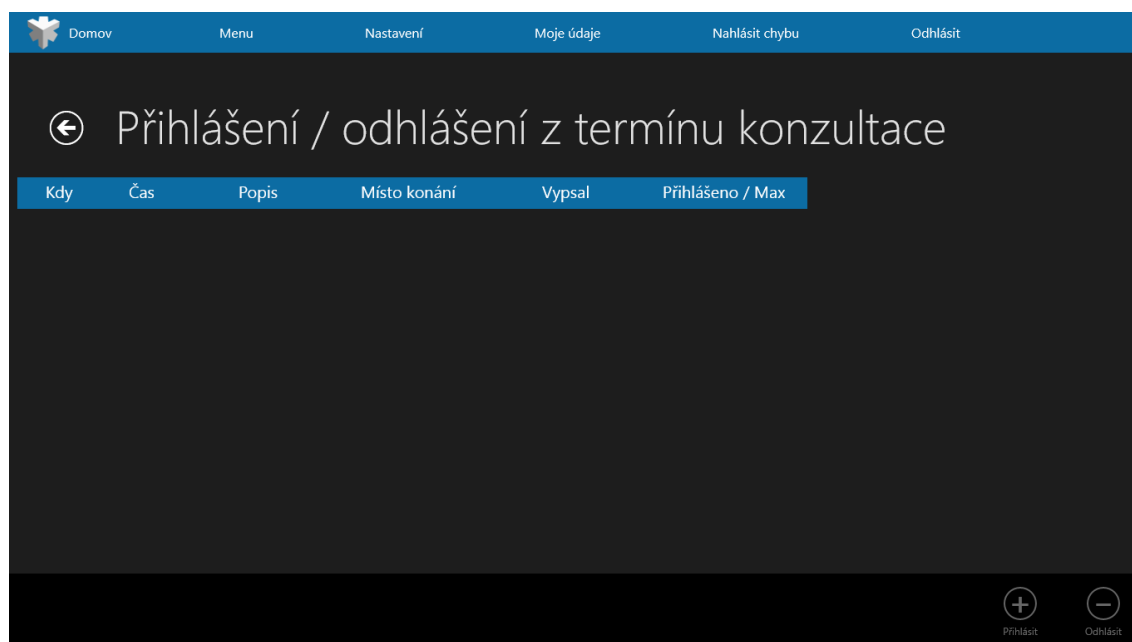 Domov Menu Nastavení Moje údaje Nahlásit chybu Odhlásit
Přihlášení / odhlášení z termínu konzultace
Kdy Čas Popis Místo konání Vypsal Přihlášeno / Max
Přihlásit Odhlásit